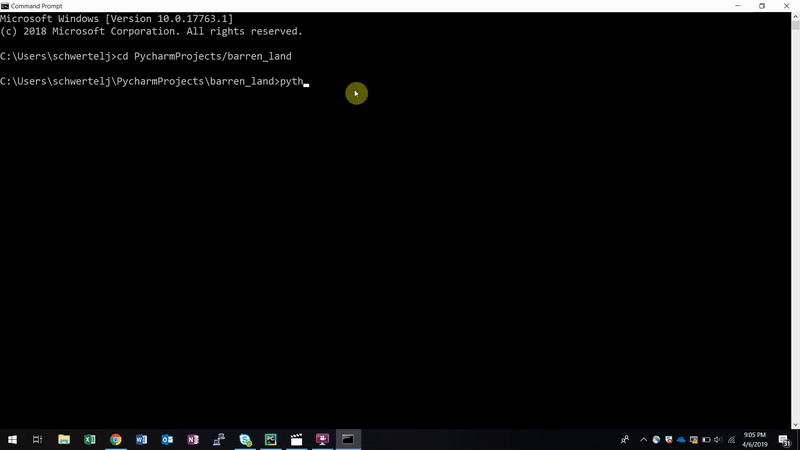 Command Prompt
Microsoft Windows [Version 10.0.17763.1]
(c) 2018 Microsoft Corporation. All rights reserved.
C:\Users\schwertelj>cd PycharmProjects/barren_land
C:\Users\schwertelj\PycharmProjects\barren_land>pyth
9:05 PM
4/6/2019
31